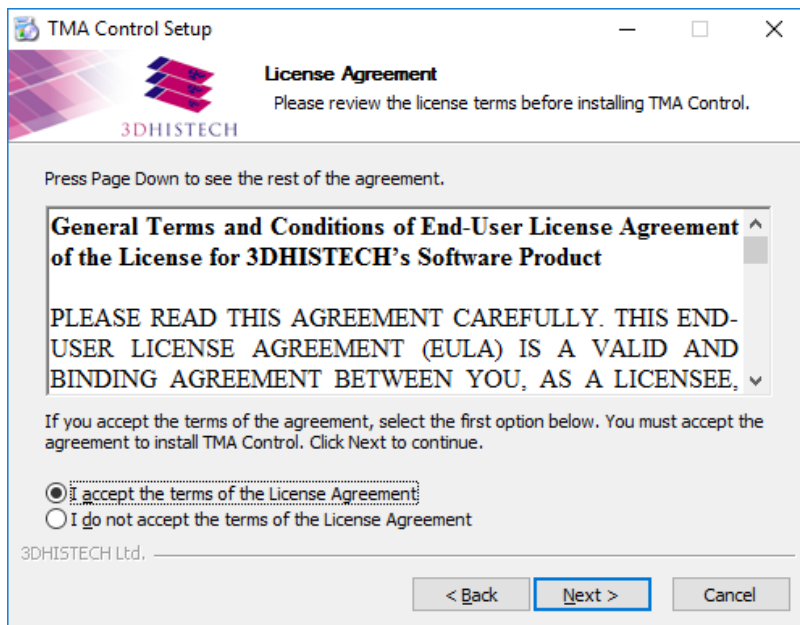 TMA Control Setup
License Agreement
Please review the license terms before installing TMA Control.
3DHISTECH
Press Page Down to see the rest of the agreement.
General Terms and Conditions of End-User License Agreement
of the License for 3DHISTECH's Software Product
PLEASE READ THIS AGREEMENT CAREFULLY. THIS END-
USER LICENSE AGREEMENT (EULA) IS A VALID AND
BINDING AGREEMENT BETWEEN YOU, AS A LICENSEE,
If you accept the terms of the agreement, select the first option below. You must accept the
agreement to install TMA Control. Click Next to continue.
I accept the terms of the License Agreement
I do not accept the terms of the License Agreement
3DHISTECH Ltd.
< Back
Next >
Cancel